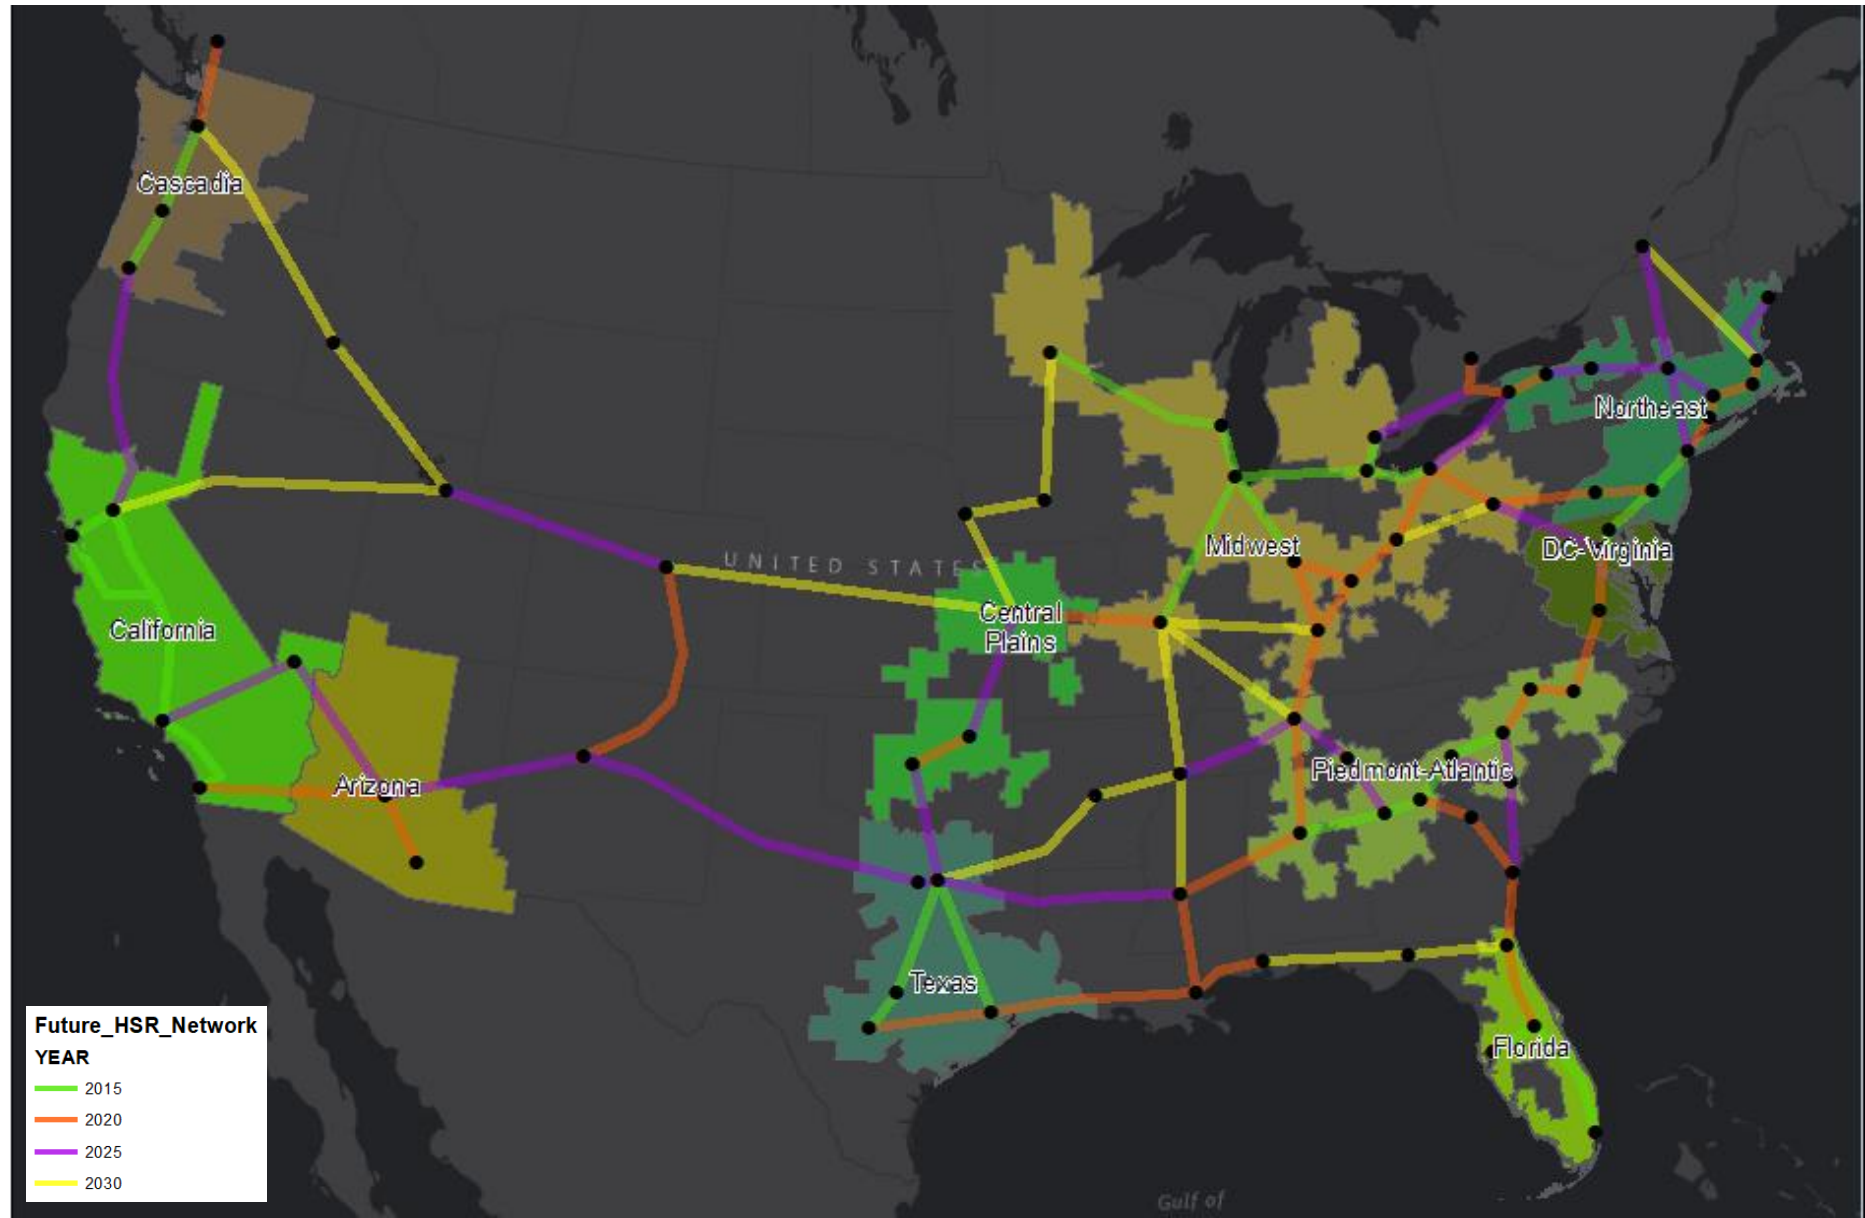 Cascadia
Northeast
Midwest
DC-Virginia
UNITED STATES
Central
Plains
California
Arizona
Piedmont-Atlantic
Texas
Florida
Future_HSR_Network
YEAR
2015
2020
2025
2030
Gulf of